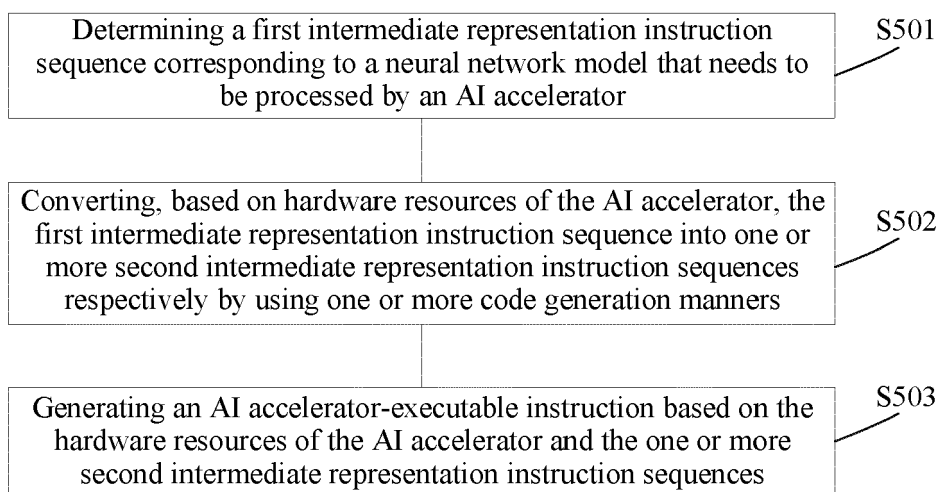 Determining a first intermediate representation instruction
sequence corresponding to a neural network model that needs to
be processed by an AI accelerator
S501
Converting, based on hardware resources of the AI accelerator, the
first intermediate representation instruction sequence into one or
more second intermediate representation instruction sequences
respectively by using one or more code generation manners
S502
Generating an AI accelerator-executable instruction based on the
hardware resources of the AI accelerator and the one or more
second intermediate representation instruction sequences
S503